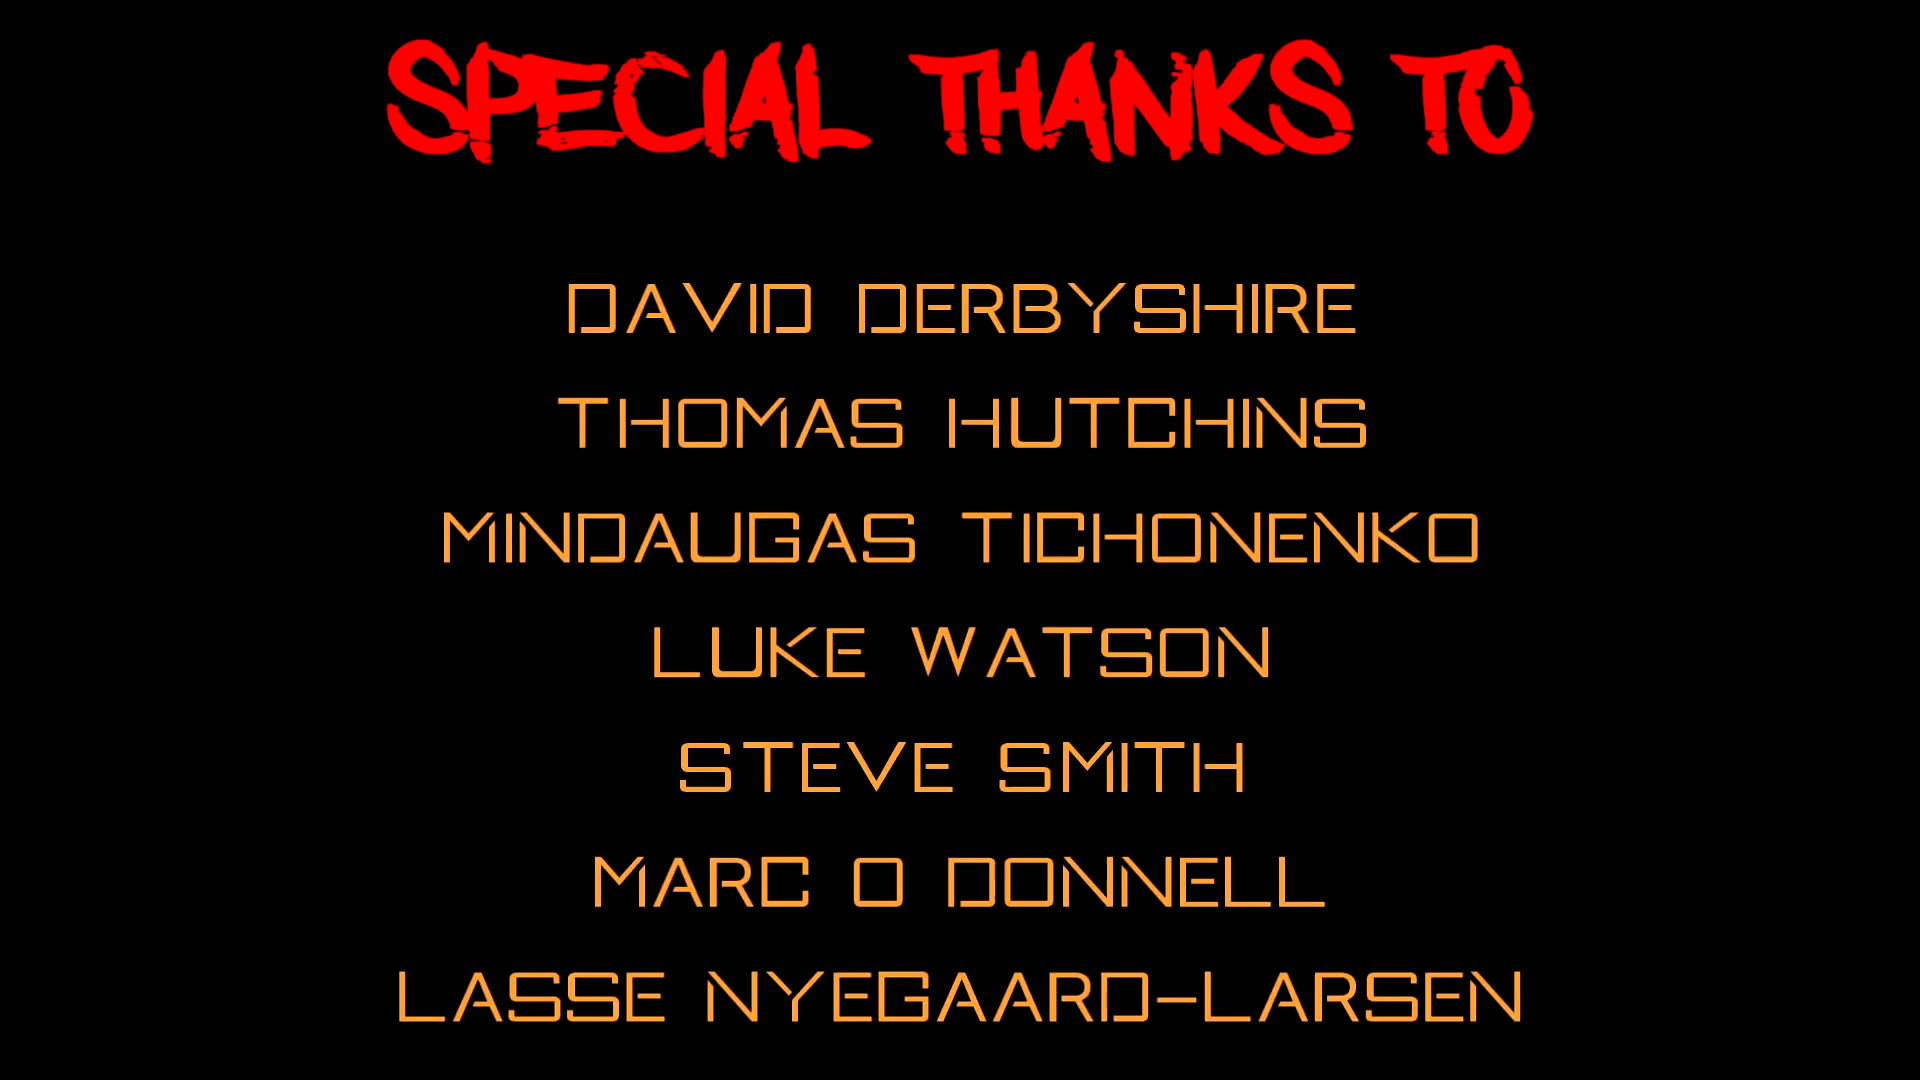 SPECIAL THANKS TO
DAVID DERBYSHIRE
THOMAS HUTCHINS
MINDAUGAS TICHONENKO
LUKE WATSON
STEVE SMITH
MARC O DONNELL
LASSE NYEGAARD-LARSEN